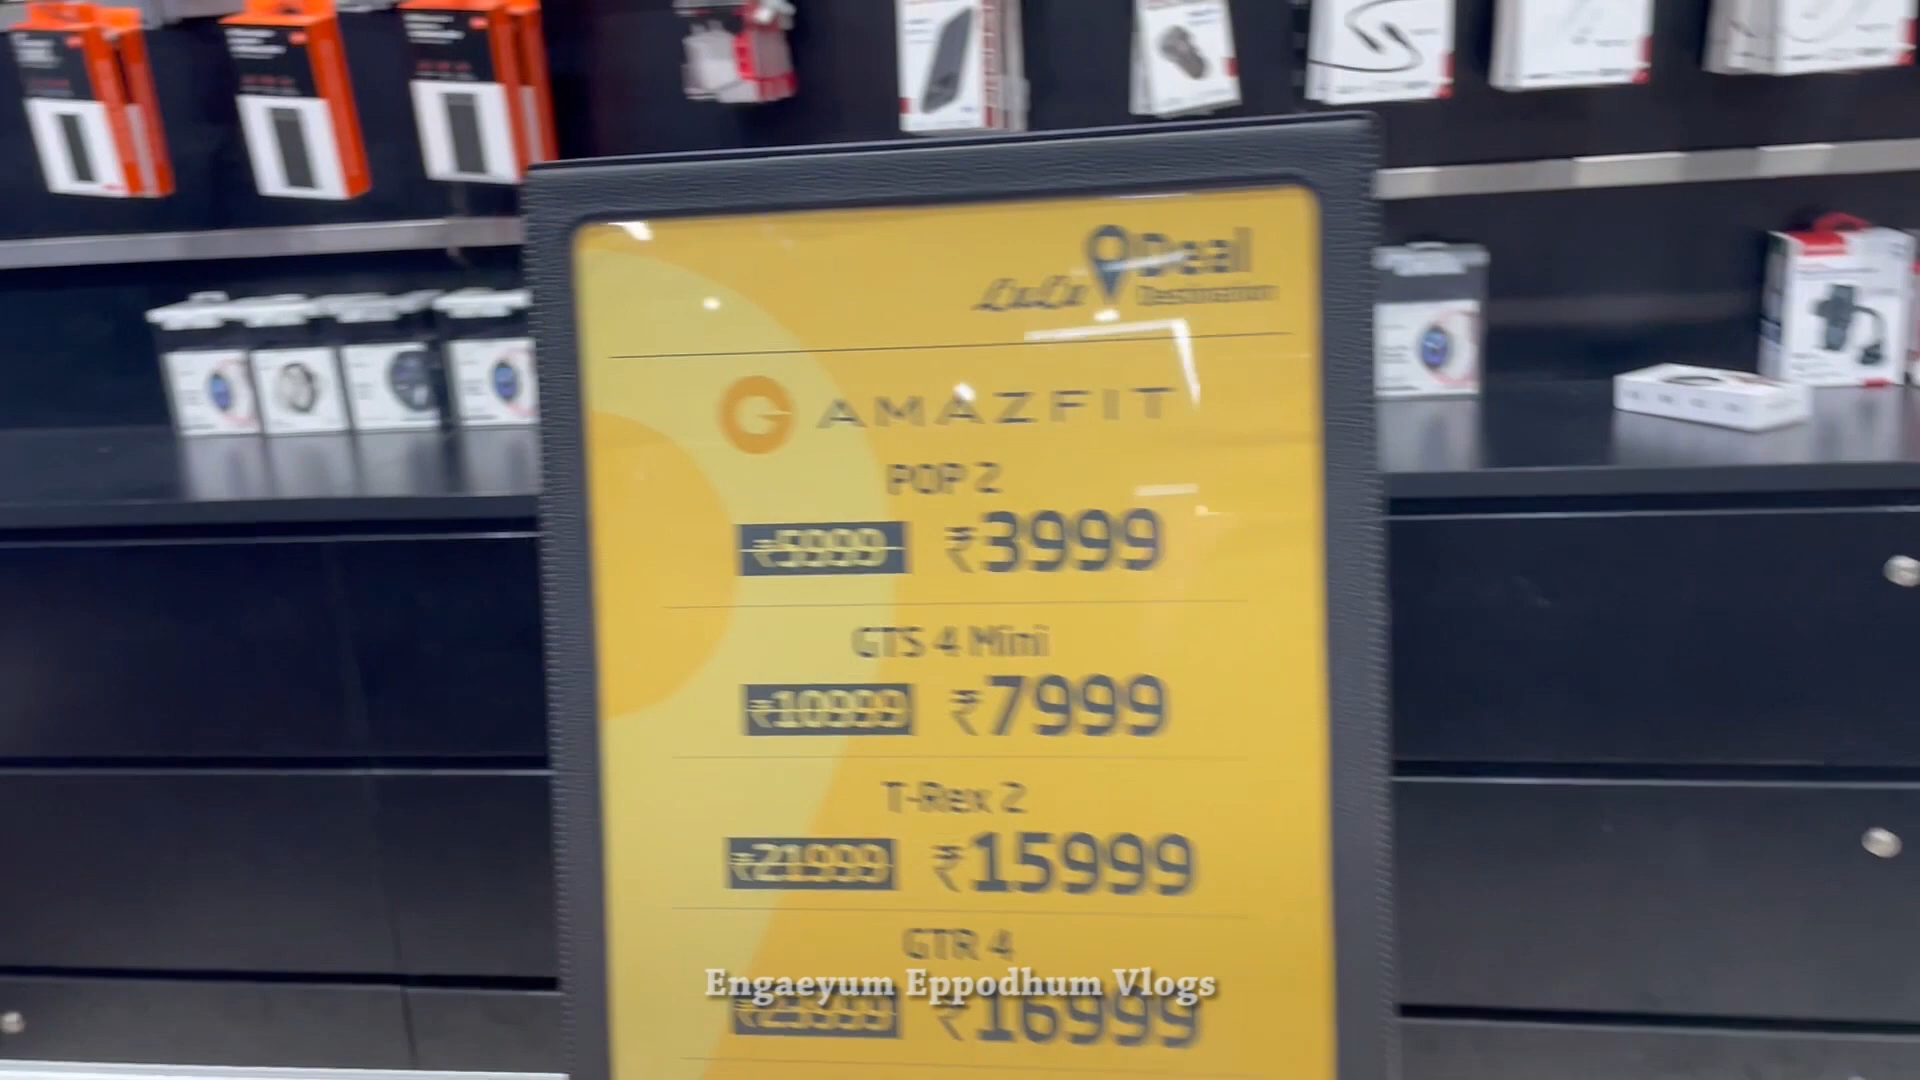 LuLu Deal
Destination
AMAZFIT
POP 2
₹5999 ₹3999
GTS 4 Mini
₹10999 ₹7999
T-Rex 2
₹21999 ₹15999
GTR 4
Engaeyum Eppodhum Vlogs
₹16999